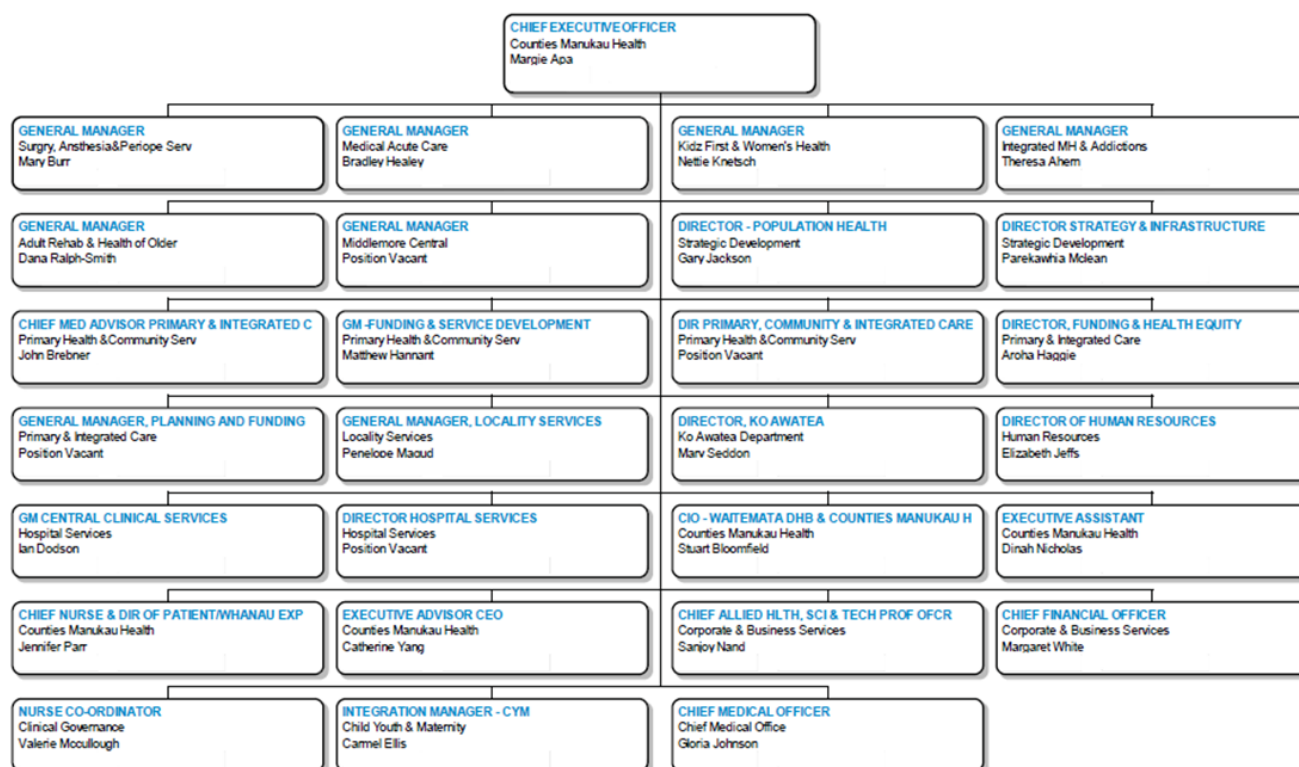 CHIEF EXECUTIVE OFFICER
Counties Manukau Health
Margie Apa
GENERAL MANAGER
Surgry, Ansthesia&Periope Serv
Mary Burr
GENERAL MANAGER
Medical Acute Care
Bradley Healey
GENERAL MANAGER
Kidz First & Women's Health
Nettie Knetsch
GENERAL MANAGER
Integrated MH & Addictions
Theresa Ahern
GENERAL MANAGER
Adult Rehab & Health of Older
Dana Ralph-Smith
GENERAL MANAGER
Middlemore Central
Position Vacant
DIRECTOR - POPULATION HEALTH
Strategic Development
Gary Jackson
DIRECTOR STRATEGY & INFRASTRUCTURE
Strategic Development
Parekawhia Mclean
CHIEF MED ADVISOR PRIMARY & INTEGRATED C
Primary Health &Community Serv
John Brebner
GM -FUNDING & SERVICE DEVELOPMENT
Primary Health &Community Serv
Matthew Hannant
DIR PRIMARY, COMMUNITY & INTEGRATED CARE
Primary Health &Community Serv
Position Vacant
DIRECTOR, FUNDING & HEALTH EQUITY
Primary & Integrated Care
Aroha Haggie
GENERAL MANAGER, PLANNING AND FUNDING
Primary & Integrated Care
Position Vacant
GENERAL MANAGER, LOCALITY SERVICES
Locality Services
Penelope Magud
DIRECTOR, KO AWATEA
Ko Awatea Department
Mary Seddon
DIRECTOR OF HUMAN RESOURCES
Human Resources
Elizabeth Jeffs
GM CENTRAL CLINICAL SERVICES
Hospital Services
Ian Dodson
DIRECTOR HOSPITAL SERVICES
Hospital Services
Position Vacant
CIO - WAITEMATA DHB & COUNTIES MANUKAU H
Counties Manukau Health
Stuart Bloomfield
EXECUTIVE ASSISTANT
Counties Manukau Health
Dinah Nicholas
CHIEF NURSE & DIR OF PATIENT/WHANAU EXP
Counties Manukau Health
Jennifer Parr
EXECUTIVE ADVISOR CEO
Counties Manukau Health
Catherine Yang
CHIEF ALLIED HLTH, SCI & TECH PROF OFCR
Corporate & Business Services
Sanjoy Nand
CHIEF FINANCIAL OFFICER
Corporate & Business Services
Margaret White
NURSE CO-ORDINATOR
Clinical Governance
Valerie Mccullough
INTEGRATION MANAGER - CYM
Child Youth & Maternity
Carmel Ellis
CHIEF MEDICAL OFFICER
Chief Medical Office
Gloria Johnson